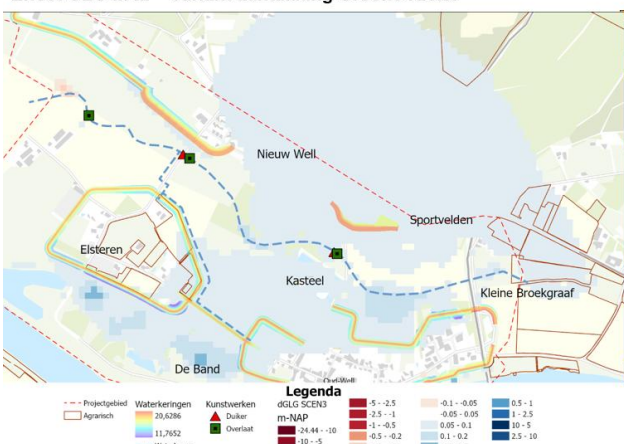 Nieuw Well
Sportvelden
Elsteren
Kasteel
Kleine Broekgraaf
De Band
Oud-Well
Legenda
Projectgebied
Agrarisch
Waterkeringen
20,6286
11,7652
Kunstwerken
Duiker
Overlaat
dGLG SCEN3
m-NAP
-24.44 - -10
-10 - -5
-5 - -2.5
-2.5 - -1
-1 - -0.5
-0.5 - -0.2
-0.1 - -0.05
-0.05 - 0.05
0.05 - 0.1
0.1 - 0.2
0.5 - 1
1 - 2.5
10 - 5
2.5 - 10